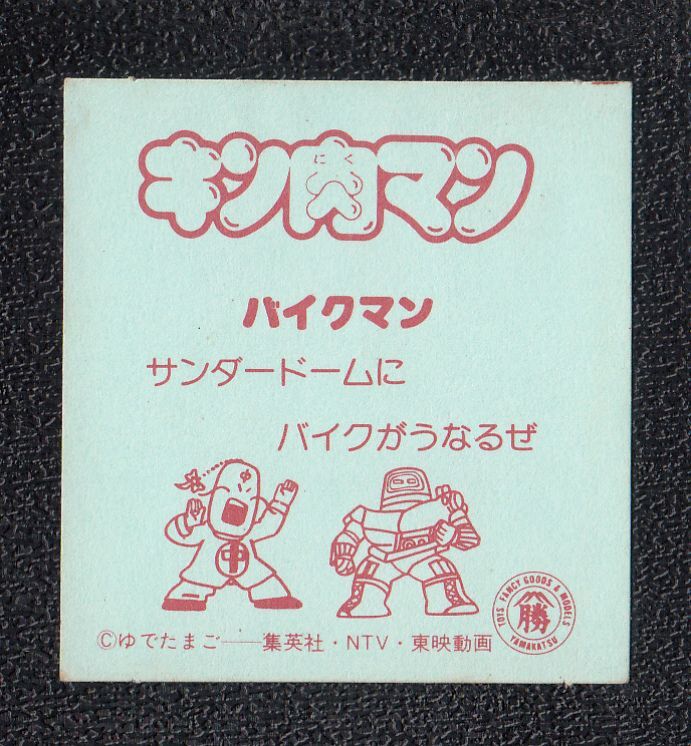 キン肉マン
にく
バイクマン
サンダードームに
バイクがうなるぜ
中
中
TOYS FANCY GOODS & MODELS
勝
YAMAKATSU
©ゆでたまご——集英社・NTV・東映動画